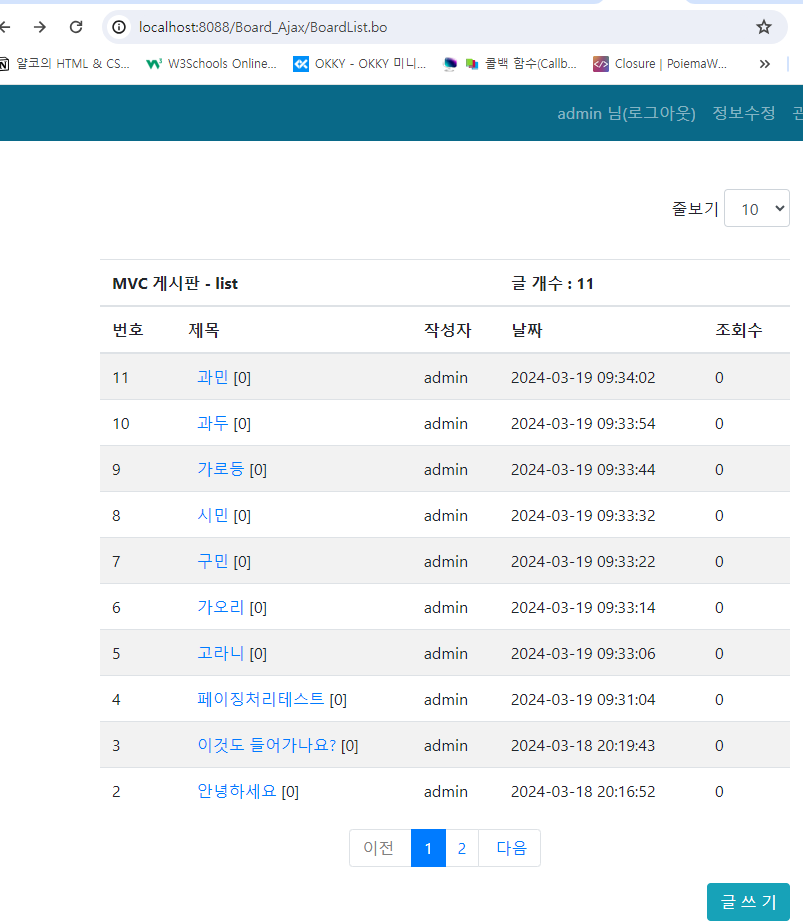 localhost:8088/Board_Ajax/BoardList.bo
얄코의 HTML & CS... W3Schools Online... OKKY - OKKY 미니... 콜백 함수(Callb... Closure | PoiemaW... »
admin 님(로그아웃) 정보수정
줄보기 10
MVC 게시판 - list 글 개수 : 11
번호 제목 작성자 날짜 조회수
11 과민 [0] admin 2024-03-19 09:34:02 0
10 과두 [0] admin 2024-03-19 09:33:54 0
9 가로등 [0] admin 2024-03-19 09:33:44 0
8 시민 [0] admin 2024-03-19 09:33:32 0
7 구민 [0] admin 2024-03-19 09:33:22 0
6 가오리 [0] admin 2024-03-19 09:33:14 0
5 고라니 [0] admin 2024-03-19 09:33:06 0
4 페이징처리테스트 [0] admin 2024-03-19 09:31:04 0
3 이것도 들어가나요? [0] admin 2024-03-18 20:19:43 0
2 안녕하세요 [0] admin 2024-03-18 20:16:52 0
이전 1 2 다음
글 쓰 기